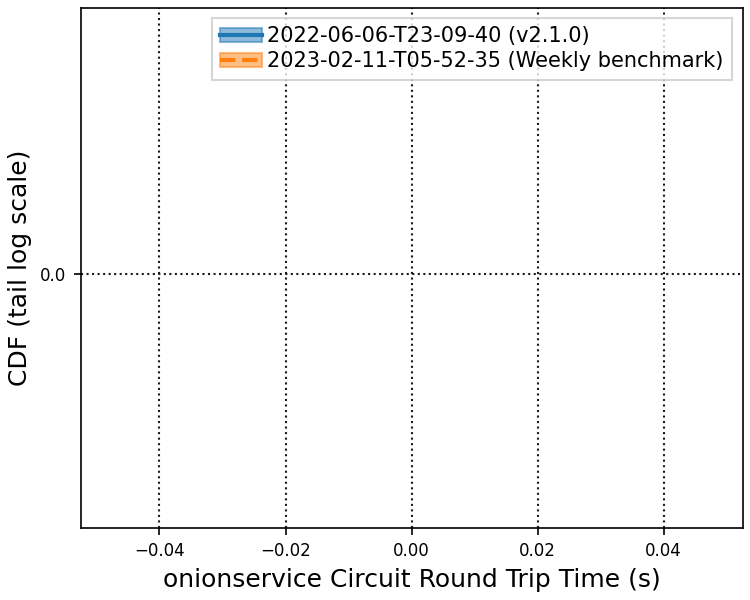 2022-06-06-T23-09-40 (v2.1.0)
2023-02-11-T05-52-35 (Weekly benchmark)
CDF (tail log scale)
0.0
−0.04
−0.02
0.00
0.02
0.04
onionservice Circuit Round Trip Time (s)